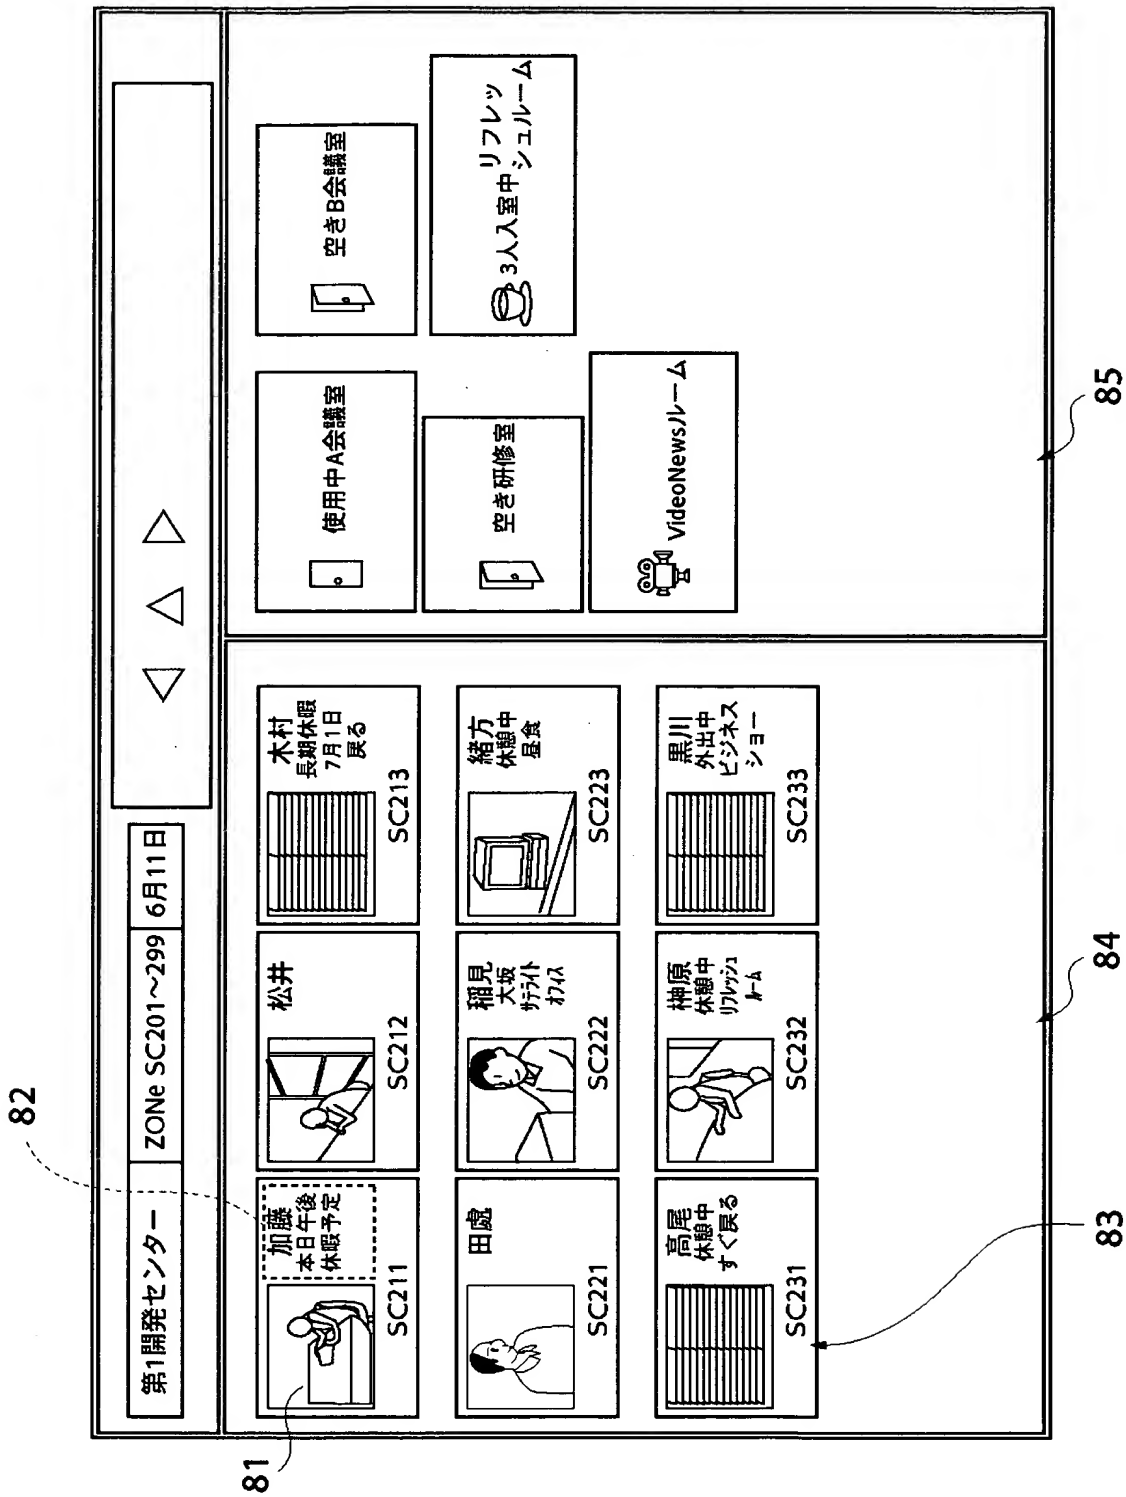 第1開発センター
ZONe SC201～299
6月11日
加藤
本日午後
休暇予定
SC211
松井
SC212
木村
長期休暇
7月1日
戻る
SC213
田處
SC221
稲見
大坂
サテライト
オフィス
SC222
緒方
休憩中
昼食
SC223
高尾
休憩中
すぐ戻る
SC231
榊原
休憩中
リフレッシュ
ルーム
SC232
黒川
外出中
ビジネス
ショー
SC233
使用中A会議室
空きB会議室
空き研修室
3人入室中
リフレッ
シュルーム
VideoNewsルーム
81
82
83
84
85